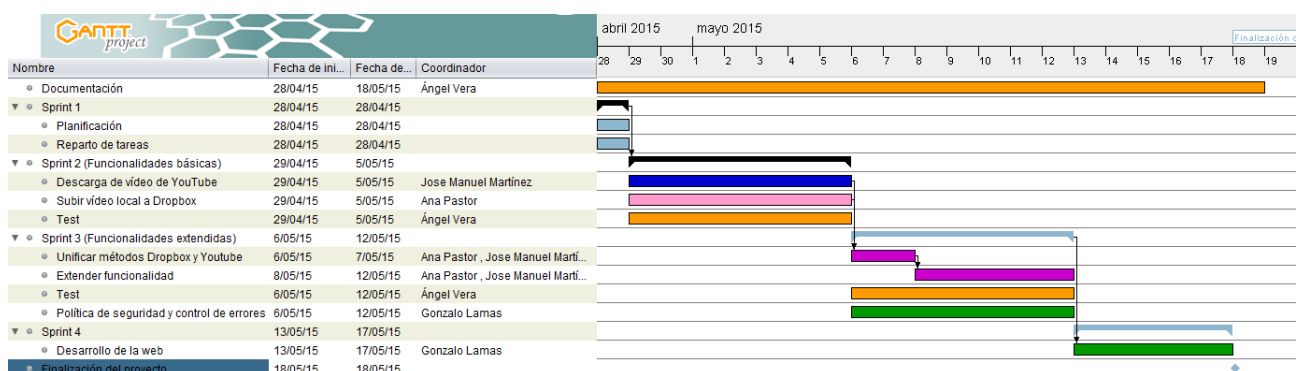 GANTT
project
abril 2015 mayo 2015
Finalización
28 29 30 1 2 3 4 5 6 7 8 9 10 11 12 13 14 15 16 17 18 19
Nombre Fecha de ini... Fecha de... Coordinador
Documentación 28/04/15 18/05/15 Ángel Vera
Sprint 1 28/04/15 28/04/15
Planificación 28/04/15 28/04/15
Reparto de tareas 28/04/15 28/04/15
Sprint 2 (Funcionalidades básicas) 29/04/15 5/05/15
Descarga de vídeo de YouTube 29/04/15 5/05/15 Jose Manuel Martínez
Subir vídeo local a Dropbox 29/04/15 5/05/15 Ana Pastor
Test 29/04/15 5/05/15 Ángel Vera
Sprint 3 (Funcionalidades extendidas) 6/05/15 12/05/15
Unificar métodos Dropbox y Youtube 6/05/15 7/05/15 Ana Pastor , Jose Manuel Martí...
Extender funcionalidad 8/05/15 12/05/15 Ana Pastor , Jose Manuel Martí...
Test 6/05/15 12/05/15 Ángel Vera
Política de seguridad y control de errores 6/05/15 12/05/15 Gonzalo Lamas
Sprint 4 13/05/15 17/05/15
Desarrollo de la web 13/05/15 17/05/15 Gonzalo Lamas
Finalización del proyecto 18/05/15 18/05/15